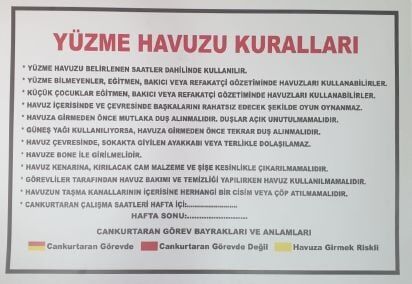 YÜZME HAVUZU KURALLARI
* YÜZME HAVUZU BELİRLENEN SAATLER DAHİLİNDE KULLANILIR.
* YÜZME BİLMEYENLER, EĞİTMEN, BAKICI VEYA REFAKATÇİ GÖZETİMİNDE HAVUZLARI KULLANABİLİRLER.
* KÜÇÜK ÇOCUKLAR EĞİTMEN, BAKICI VEYA REFAKATÇİ GÖZETİMİNDE HAVUZLARI KULLANABİLİRLER.
* HAVUZ İÇERİSİNDE VE ÇEVRESİNDE BAŞKALARINI RAHATSIZ EDECEK ŞEKİLDE OYUN OYNANMAZ.
* HAVUZA GİRMEDEN ÖNCE MUTLAKA DUŞ ALINMALIDIR. DUŞLAR AÇIK UNUTULMAMALIDIR.
* GÜNEŞ YAĞI KULLANILIYORSA, HAVUZA GİRMEDEN ÖNCE TEKRAR DUŞ ALINMALIDIR.
* HAVUZ ÇEVRESİNDE, SOKAKTA GİYİLEN AYAKKABI VEYA TERLİKLE DOLAŞILAMAZ.
* HAVUZE BONE İLE GİRİLMELİDİR.
* HAVUZ KENARINA, KIRILACAK CAM MALZEME VE ŞİŞE KESİNLİKLE ÇIKARILMAMALIDIR.
* GÖREVLİLER TARAFINDAN HAVUZ BAKIMI VE TEMİZLİĞİ YAPILIRKEN HAVUZ KULLANILMAMALIDIR.
* HAVUZUN TAŞMA KANALLARININ İÇERİSİNE HERHANGİ BİR CİSİM VEYA ÇÖP ATILMAMALIDIR.
* CANKURTARAN ÇALIŞMA SAATLERİ HAFTA İÇİ:........................
HAFTA SONU:........................
CANKURTARAN GÖREV BAYRAKLARI VE ANLAMLARI
Cankurtaran Görevde Cankurtaran Görevde Değil Havuza Girmek Riskli